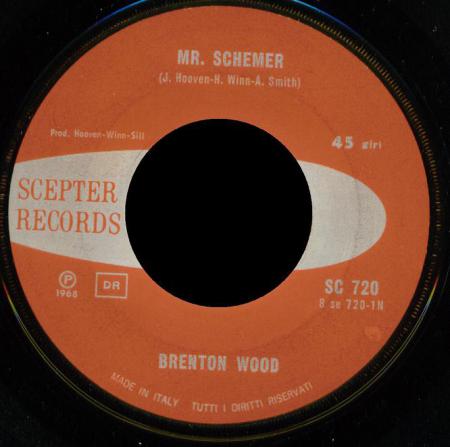 MR. SCHEMER
(J. Hooven-H. Winn-A. Smith)
Prod. Hooven-Winn-Sill
45 giri
SCEPTER
RECORDS
P
1968
DR
SC 720
8 sc 720-1N
BRENTON WOOD
MADE IN ITALY TUTTI I DIRITTI RISERVATI